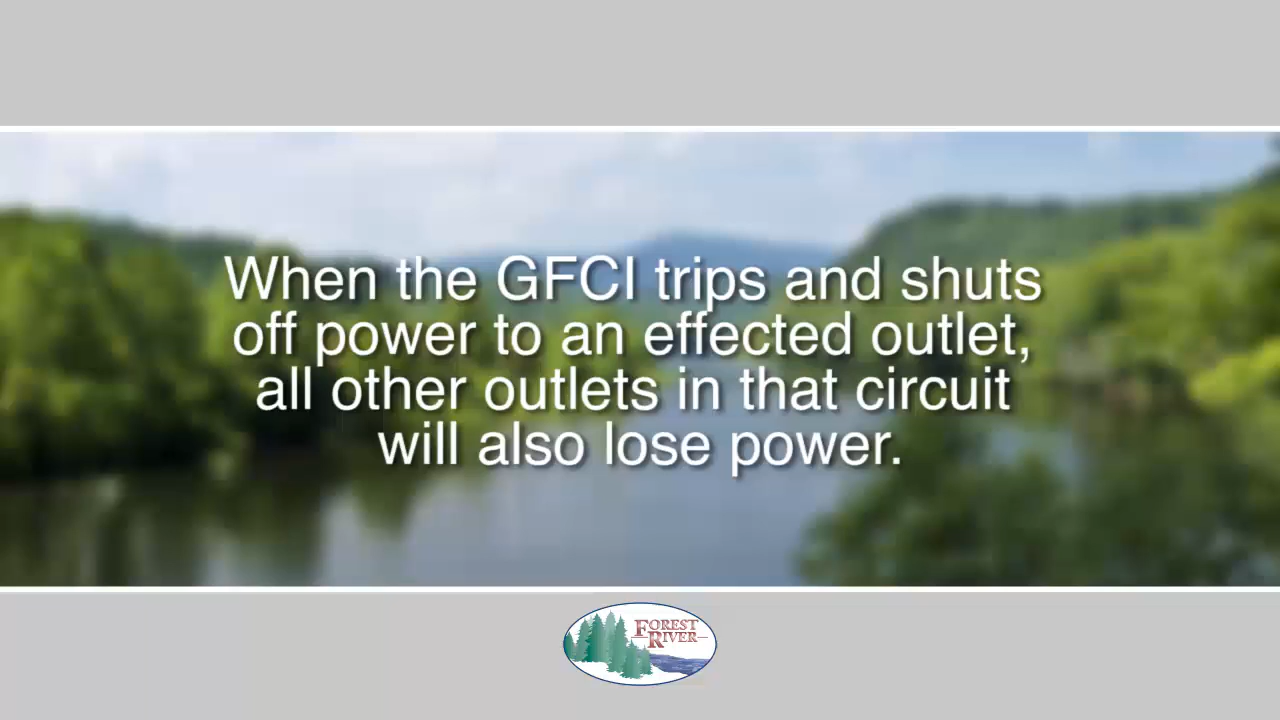 When the GFCI trips and shuts
off power to an effected outlet,
all other outlets in that circuit
will also lose power.
FOREST
RIVER